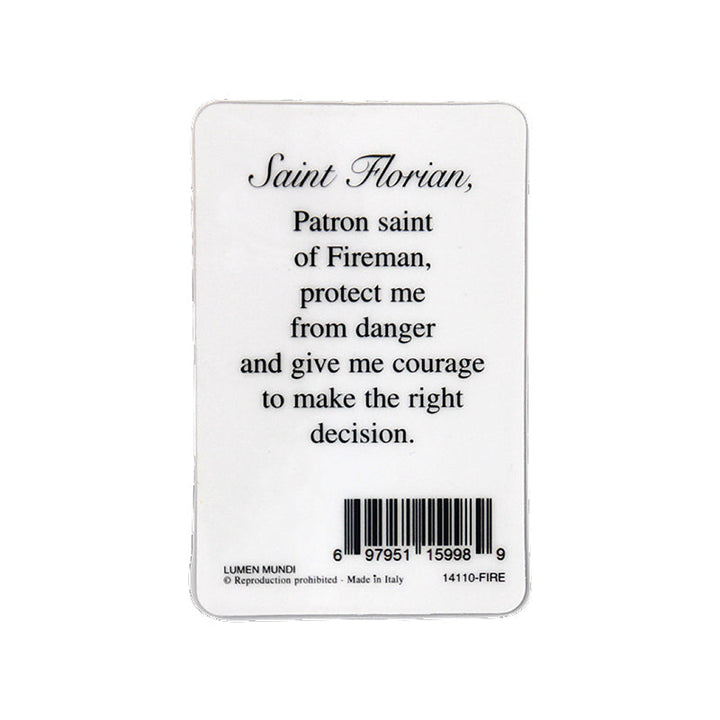 Saint Florian,
Patron saint
of Fireman,
protect me
from danger
and give me courage
to make the right
decision.
6 97951 15998 9
LUMEN MUNDI
© Reproduction prohibited - Made in Italy
14110-FIRE